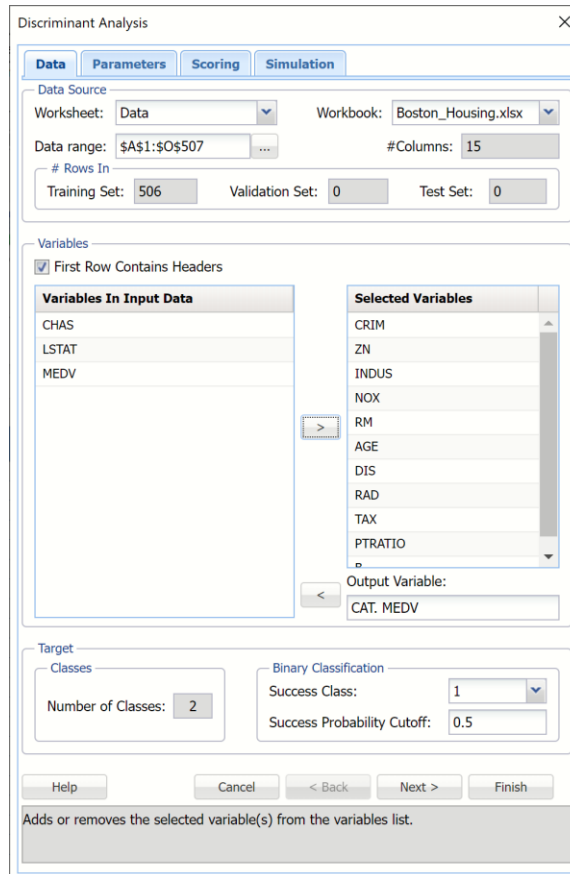 Discriminant Analysis
Data Parameters Scoring Simulation
Data Source
Worksheet: Data Workbook: Boston_Housing.xlsx
Data range: $A$1:$O$507 ... #Columns: 15
# Rows In
Training Set: 506 Validation Set: 0 Test Set: 0
Variables
First Row Contains Headers
Variables In Input Data
CHAS
LSTAT
MEDV
>
<
Selected Variables
CRIM
ZN
INDUS
NOX
RM
AGE
DIS
RAD
TAX
PTRATIO
B
Output Variable:
CAT. MEDV
Target
Classes
Number of Classes: 2
Binary Classification
Success Class: 1
Success Probability Cutoff: 0.5
Help Cancel < Back Next > Finish
Adds or removes the selected variable(s) from the variables list.